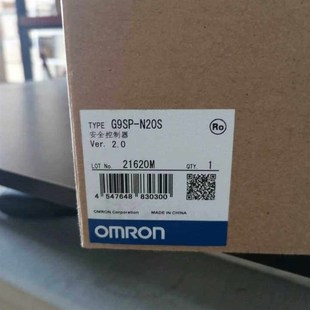 TYPE G9SP-N20S
安全控制器
Ver. 2.0
Ro
LOT No. 21620M QTY 1
4 547648 830300
OMRON Corporation MADE IN CHINA
OMRON